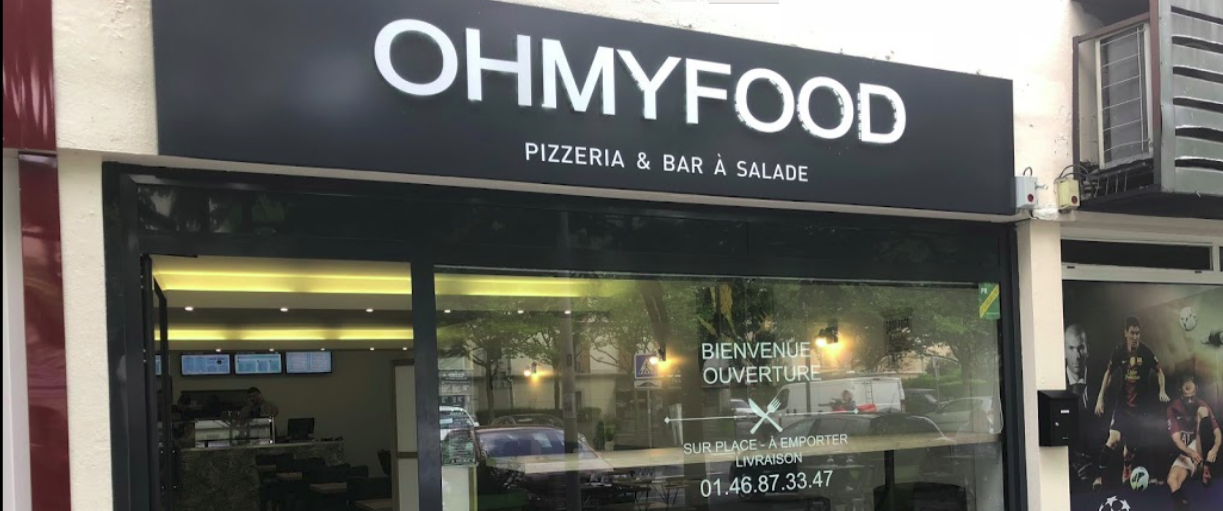 OHMYFOOD
PIZZERIA & BAR À SALADE
BIENVENUE
OUVERTURE
SUR PLACE - À EMPORTER
LIVRAISON
01.46.87.33.47